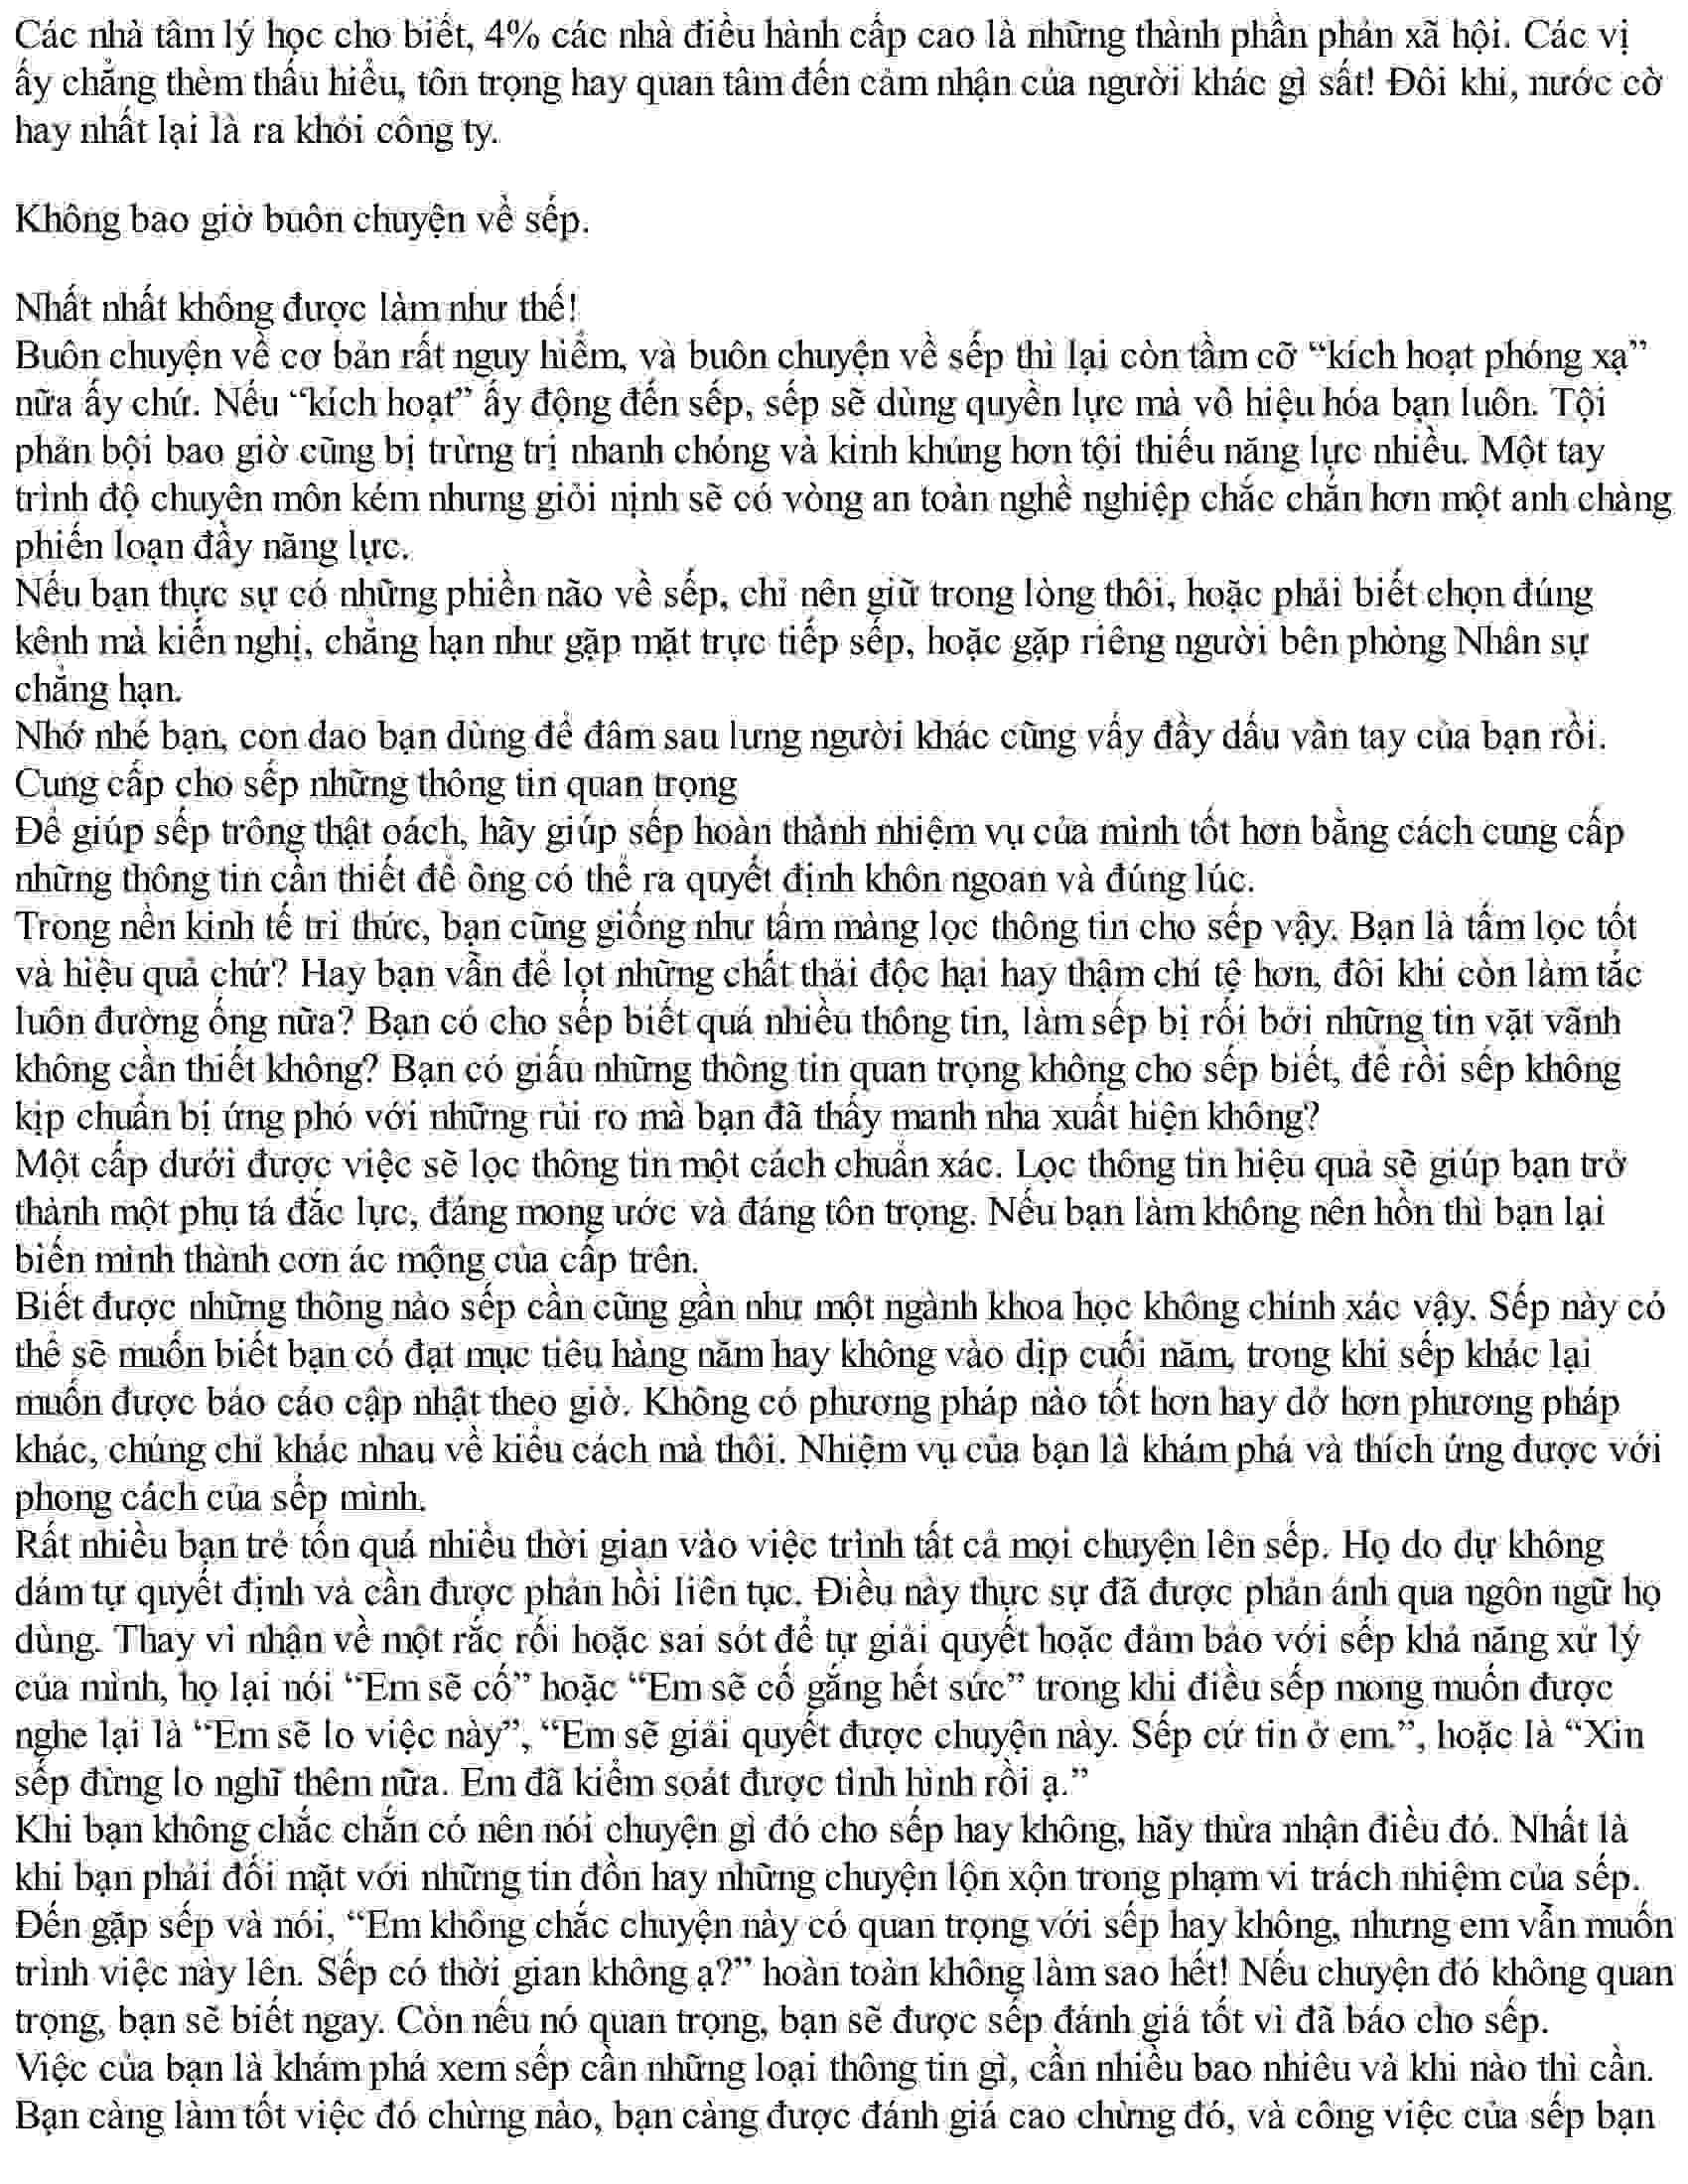 Các nhà tâm lý học cho biết, 4% các nhà điều hành cấp cao là những thành phần phản xã hội. Các vị
ấy chẳng thèm thấu hiểu, tôn trọng hay quan tâm đến cảm nhận của người khác gì sất! Đôi khi, nước cờ
hay nhất lại là ra khỏi công ty.
Không bao giờ buôn chuyện về sếp.
Nhất nhất không được làm như thế!
Buôn chuyện về cơ bản rất nguy hiểm, và buôn chuyện về sếp thì lại còn tầm cỡ “kích hoạt phóng xạ”
nữa ấy chứ. Nếu “kích hoạt” ấy động đến sếp, sếp sẽ dùng quyền lực mà vô hiệu hóa bạn luôn. Tội
phản bội bao giờ cũng bị trừng trị nhanh chóng và kinh khủng hơn tội thiếu năng lực nhiều. Một tay
trình độ chuyên môn kém nhưng giỏi nịnh sẽ có vòng an toàn nghề nghiệp chắc chắn hơn một anh chàng
phiến loạn đầy năng lực.
Nếu bạn thực sự có những phiền não về sếp, chỉ nên giữ trong lòng thôi, hoặc phải biết chọn đúng
kênh mà kiến nghị, chẳng hạn như gặp mặt trực tiếp sếp, hoặc gặp riêng người bên phòng Nhân sự
chẳng hạn.
Nhớ nhé bạn, con dao bạn dùng để đâm sau lưng người khác cũng vấy đầy dấu vân tay của bạn rồi.
Cung cấp cho sếp những thông tin quan trọng
Để giúp sếp trông thật oách, hãy giúp sếp hoàn thành nhiệm vụ của mình tốt hơn bằng cách cung cấp
những thông tin cần thiết để ông có thể ra quyết định khôn ngoan và đúng lúc.
Trong nền kinh tế tri thức, bạn cũng giống như tấm màng lọc thông tin cho sếp vậy. Bạn là tấm lọc tốt
và hiệu quả chứ? Hay bạn vẫn để lọt những chất thải độc hại hay thậm chí tệ hơn, đôi khi còn làm tắc
luôn đường ống nữa? Bạn có cho sếp biết quá nhiều thông tin, làm sếp bị rối bởi những tin vặt vãnh
không cần thiết không? Bạn có giấu những thông tin quan trọng không cho sếp biết, để rồi sếp không
kịp chuẩn bị ứng phó với những rủi ro mà bạn đã thấy manh nha xuất hiện không?
Một cấp dưới được việc sẽ lọc thông tin một cách chuẩn xác. Lọc thông tin hiệu quả sẽ giúp bạn trở
thành một phụ tá đắc lực, đáng mong ước và đáng tôn trọng. Nếu bạn làm không nên hồn thì bạn lại
biến mình thành cơn ác mộng của cấp trên.
Biết được những thông nào sếp cần cũng gần như một ngành khoa học không chính xác vậy. Sếp này có
thể sẽ muốn biết bạn có đạt mục tiêu hàng năm hay không vào dịp cuối năm, trong khi sếp khác lại
muốn được báo cáo cập nhật theo giờ. Không có phương pháp nào tốt hơn hay dở hơn phương pháp
khác, chúng chỉ khác nhau về kiểu cách mà thôi. Nhiệm vụ của bạn là khám phá và thích ứng được với
phong cách của sếp mình.
Rất nhiều bạn trẻ tốn quá nhiều thời gian vào việc trình tất cả mọi chuyện lên sếp. Họ do dự không
dám tự quyết định và cần được phản hồi liên tục. Điều này thực sự đã được phản ánh qua ngôn ngữ họ
dùng. Thay vì nhận về một rắc rối hoặc sai sót để tự giải quyết hoặc đảm bảo với sếp khả năng xử lý
của mình, họ lại nói “Em sẽ cố” hoặc “Em sẽ cố gắng hết sức” trong khi điều sếp mong muốn được
nghe lại là “Em sẽ lo việc này”, “Em sẽ giải quyết được chuyện này. Sếp cứ tin ở em.”, hoặc là “Xin
sếp đừng lo nghĩ thêm nữa. Em đã kiểm soát được tình hình rồi ạ.”
Khi bạn không chắc chắn có nên nói chuyện gì đó cho sếp hay không, hãy thừa nhận điều đó. Nhất là
khi bạn phải đối mặt với những tin đồn hay những chuyện lộn xộn trong phạm vi trách nhiệm của sếp.
Đến gặp sếp và nói, “Em không chắc chuyện này có quan trọng với sếp hay không, nhưng em vẫn muốn
trình việc này lên. Sếp có thời gian không ạ?” hoàn toàn không làm sao hết! Nếu chuyện đó không quan
trọng, bạn sẽ biết ngay. Còn nếu nó quan trọng, bạn sẽ được sếp đánh giá tốt vì đã báo cho sếp.
Việc của bạn là khám phá xem sếp cần những loại thông tin gì, cần nhiều bao nhiêu và khi nào thì cần.
Bạn càng làm tốt việc đó chừng nào, bạn càng được đánh giá cao chừng đó, và công việc của sếp bạn